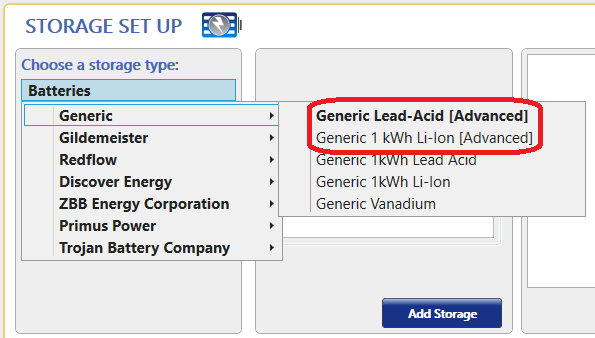 STORAGE SET UP
Choose a storage type:
Batteries
Generic
Gildemeister
Redflow
Discover Energy
ZBB Energy Corporation
Primus Power
Trojan Battery Company
Generic Lead-Acid [Advanced]
Generic 1 kWh Li-Ion [Advanced]
Generic 1kWh Lead Acid
Generic 1kWh Li-Ion
Generic Vanadium
Add Storage